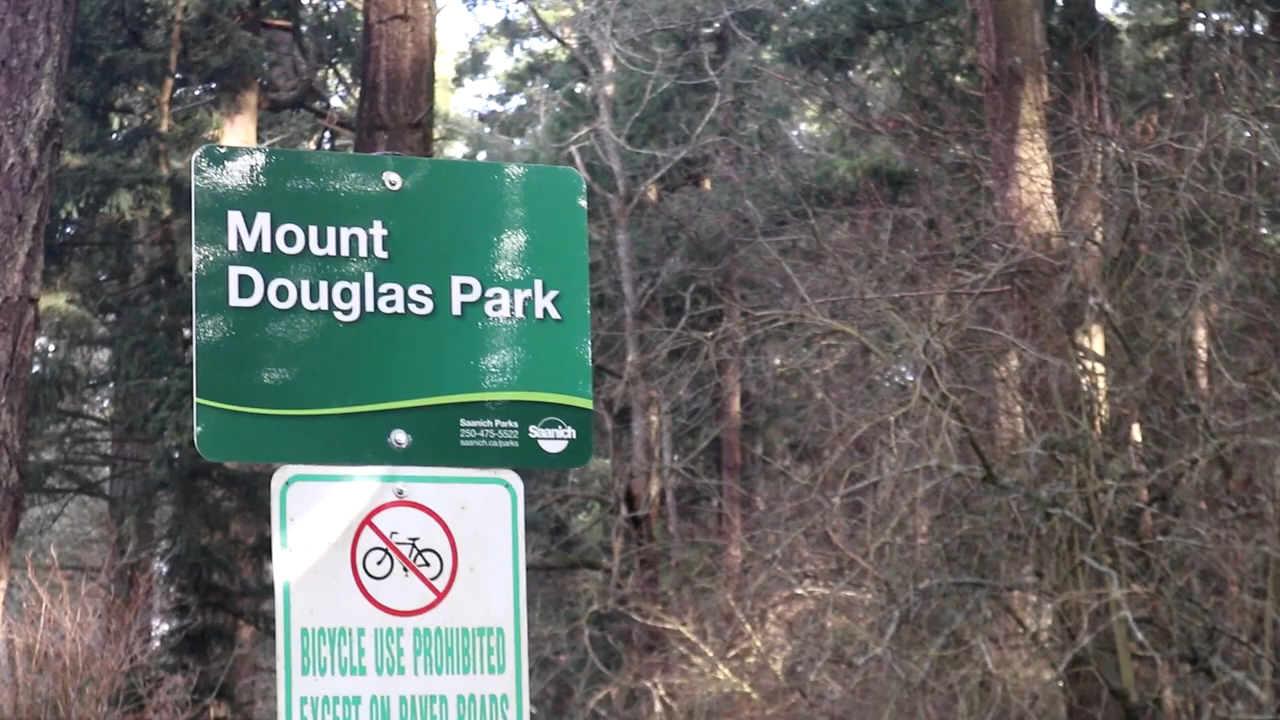 Mount
Douglas Park
Saanich Parks
250-475-5522
saanich.ca/parks
Saanich
BICYCLE USE PROHIBITED
EXCEPT ON PAVED ROADS